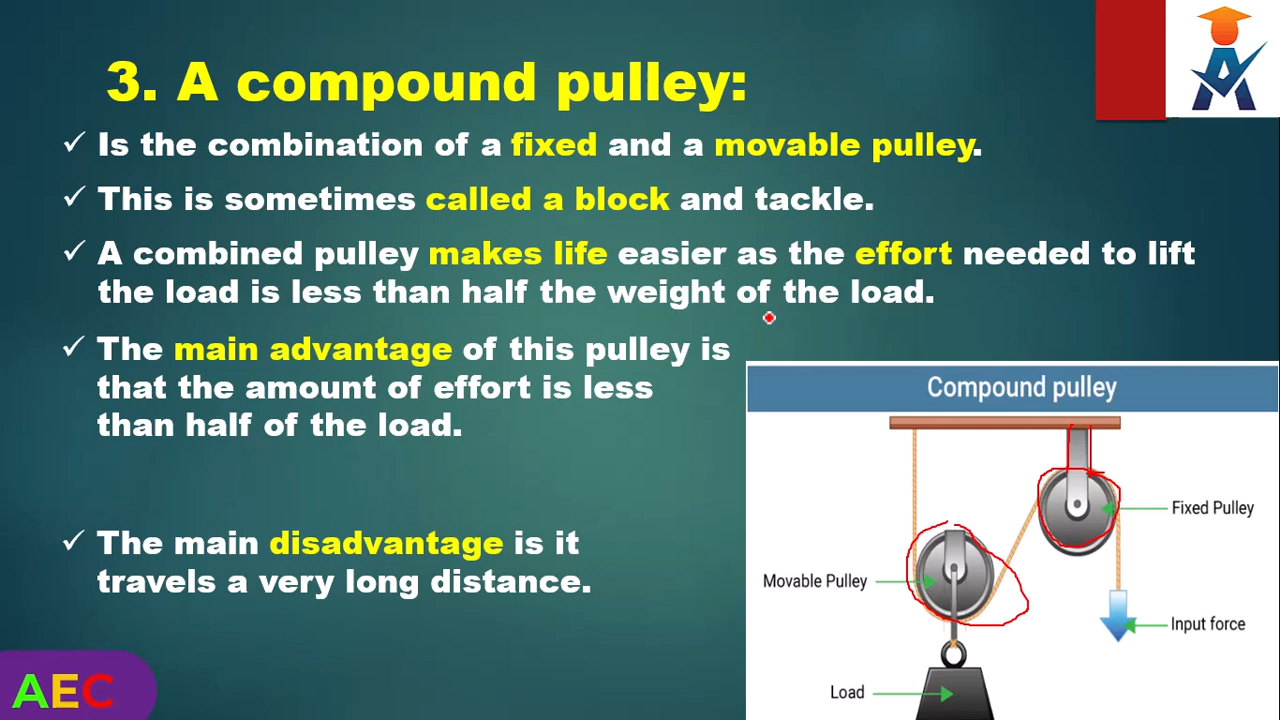 3. A compound pulley:
✓ Is the combination of a fixed and a movable pulley.
✓ This is sometimes called a block and tackle.
✓ A combined pulley makes life easier as the effort needed to lift
the load is less than half the weight of the load.
✓ The main advantage of this pulley is
that the amount of effort is less
than half of the load.
✓ The main disadvantage is it
travels a very long distance.
Compound pulley
Fixed Pulley
Movable Pulley
Input force
Load
AEC